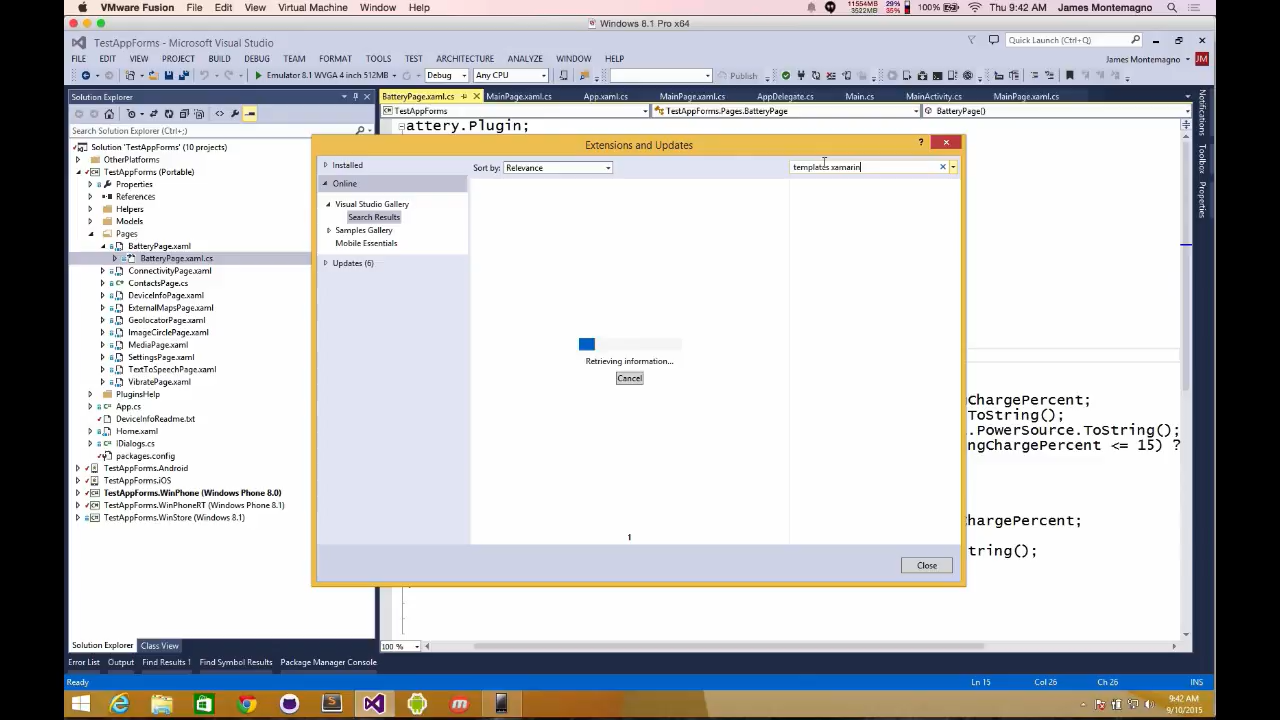 VMware Fusion File Edit View Virtual Machine Window Help 11554MB 3522MB 29% 35% 100% Thu 9:42 AM James Montemagno
Windows 8.1 Pro x64
TestAppForms - Microsoft Visual Studio Quick Launch (Ctrl+Q)
FILE EDIT VIEW PROJECT BUILD DEBUG TEAM FORMAT TOOLS TEST ARCHITECTURE ANALYZE WINDOW HELP James Montemagno JM
Emulator 8.1 WVGA 4 inch 512MB Debug Any CPU Publish
Solution Explorer BatteryPage.xaml.cs MainPage.xaml.cs App.xaml.cs MainPage.xaml.cs AppDelegate.cs Main.cs MainActivity.cs MainPage.xaml.cs
TestAppForms TestAppForms.Pages.BatteryPage BatteryPage()
Search Solution Explorer (Ctrl+;)
attery.Plugin;
Solution 'TestAppForms' (10 projects)
OtherPlatforms
TestAppForms (Portable)
Properties
References
Helpers
Models
Pages
BatteryPage.xaml
BatteryPage.xaml.cs
ConnectivityPage.xaml
ContactsPage.cs
DeviceInfoPage.xaml
ExternalMapsPage.xaml
GeolocatorPage.xaml
ImageCirclePage.xaml
MediaPage.xaml
SettingsPage.xaml
TextToSpeechPage.xaml
VibratePage.xaml
PluginsHelp
App.cs
DeviceInfoReadme.txt
Home.xaml
IDialogs.cs
packages.config
TestAppForms.Android
TestAppForms.iOS
TestAppForms.WinPhone (Windows Phone 8.0)
TestAppForms.WinPhoneRT (Windows Phone 8.1)
TestAppForms.WinStore (Windows 8.1)
Extensions and Updates
Installed
Sort by: Relevance
templates xamarin
Online
Visual Studio Gallery
Search Results
Samples Gallery
Mobile Essentials
Updates (6)
Retrieving information...
Cancel
1
Close
ChargePercent;
ToString();
.PowerSource.ToString();
ngChargePercent <= 15) ?
hargePercent;
tring();
Notifications
Toolbox
Properties
100 %
Solution Explorer Class View
Error List Output Find Results 1 Find Symbol Results Package Manager Console
Ready Ln 15 Col 26 Ch 26 INS
9:42 AM
9/10/2015